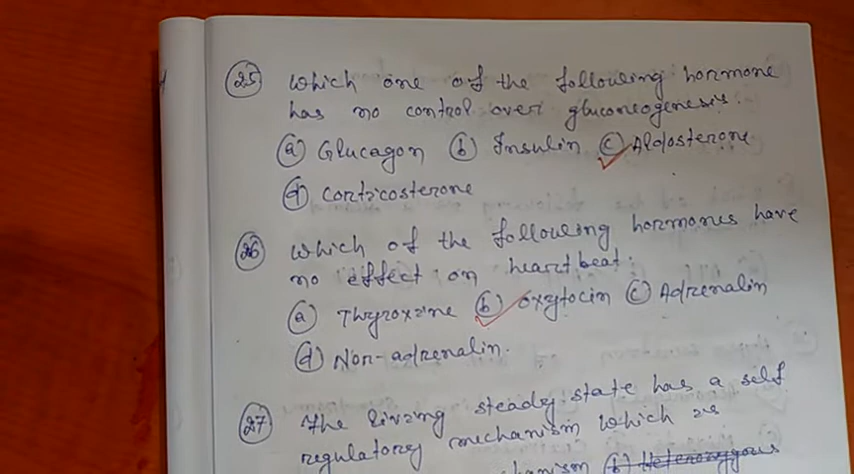 (25) Which one of the following hormone
has no control over gluconeogenesis.
(a) Glucagon (b) Insulin (c) Aldosterone
(d) Corticosterone
(26) Which of the following hormones have
no effect on heart beat.
(a) Thyroxine (b) Oxytocin (c) Adrenalin
(d) Nor-adrenalin.
(27) The living steady state has a self
regulatory mechanism which is
(b) Heterozygous